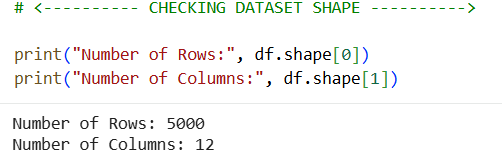 # <---------- CHECKING DATASET SHAPE ---------->
print("Number of Rows:", df.shape[0])
print("Number of Columns:", df.shape[1])
Number of Rows: 5000
Number of Columns: 12